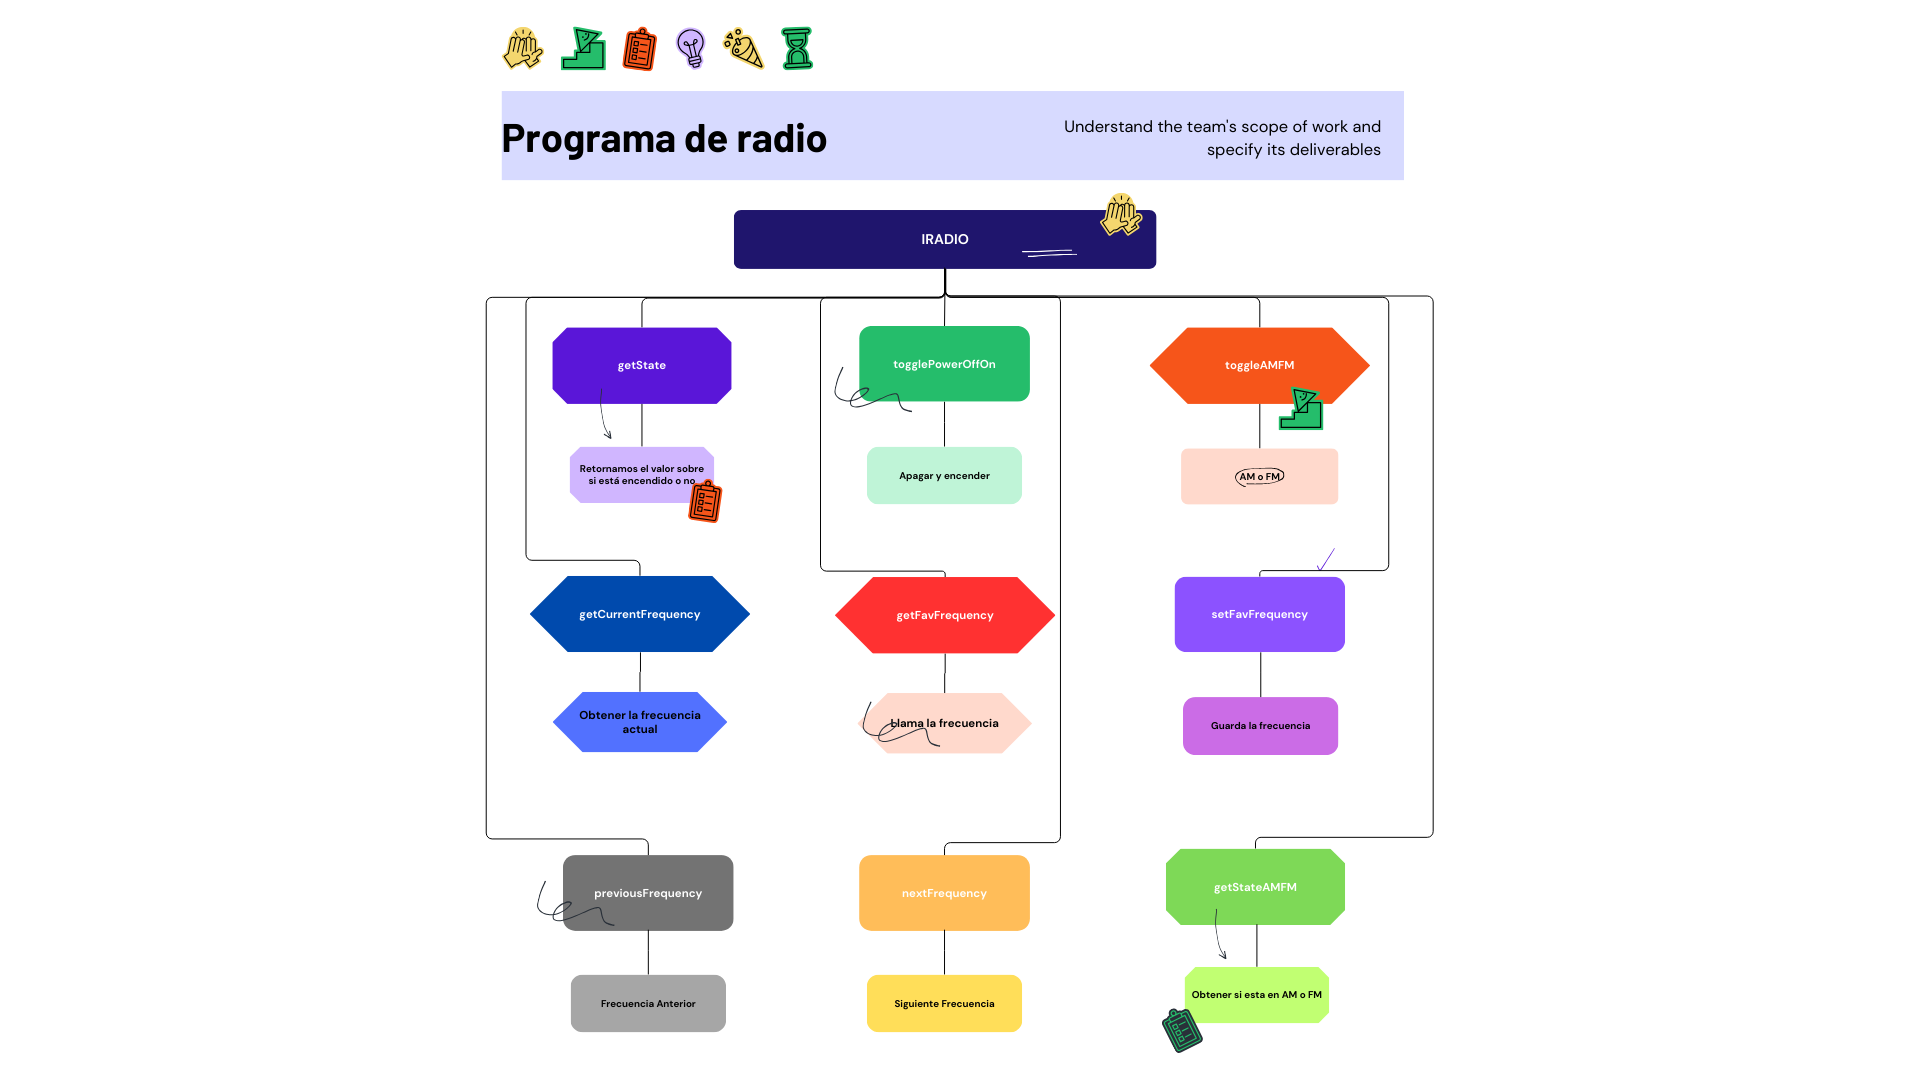 Programa de radio
Understand the team's scope of work and
specify its deliverables
IRADIO
getState
togglePowerOffOn
toggleAMFM
Retornamos el valor sobre
si está encendido o no
Apagar y encender
AM o FM
getCurrentFrequency
getFavFrequency
setFavFrequency
Obtener la frecuencia
actual
Llama la frecuencia
Guarda la frecuencia
previousFrequency
nextFrequency
getStateAMFM
Frecuencia Anterior
Siguiente Frecuencia
Obtener si esta en AM o FM